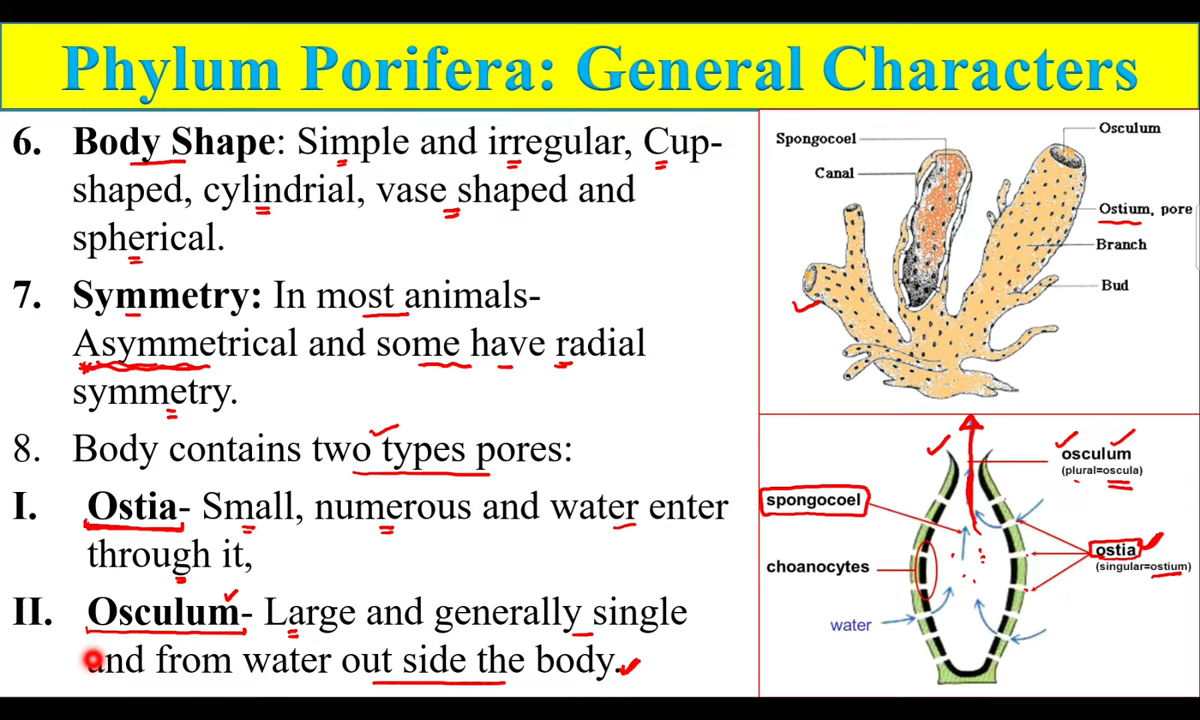 Phylum Porifera: General Characters
6. Body Shape: Simple and irregular, Cup-
shaped, cylindrial, vase shaped and
spherical.
7. Symmetry: In most animals-
Asymmetrical and some have radial
symmetry.
8. Body contains two types pores:
I. Ostia- Small, numerous and water enter
through it,
II. Osculum- Large and generally single
and from water out side the body.
Spongocoel
Canal
Osculum
Ostium, pore
Branch
Bud
osculum
(plural=oscula)
spongocoel
ostia
(singular=ostium)
choanocytes
water